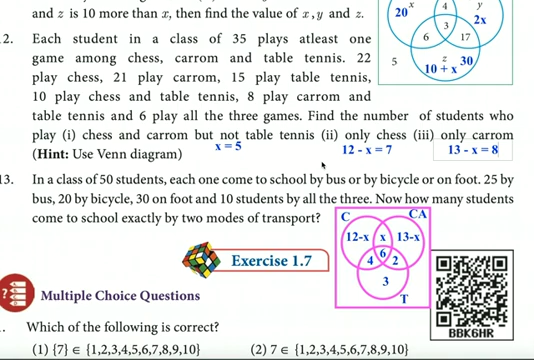 and z is 10 more than x, then find the value of x, y and z.
20 x 4 y 2x
3
6 17
5 z 30
10 + x
2. Each student in a class of 35 plays atleast one
game among chess, carrom and table tennis. 22
play chess, 21 play carrom, 15 play table tennis,
10 play chess and table tennis, 8 play carrom and
table tennis and 6 play all the three games. Find the number of students who
play (i) chess and carrom but not table tennis (ii) only chess (iii) only carrom
(Hint: Use Venn diagram) x = 5 12 - x = 7 13 - x = 8
13. In a class of 50 students, each one come to school by bus or by bicycle or on foot. 25 by
bus, 20 by bicycle, 30 on foot and 10 students by all the three. Now how many students
come to school exactly by two modes of transport?
C CA
12-x x 13-x
6
4 2
3
T
Exercise 1.7
? Multiple Choice Questions
BBK6HR
. Which of the following is correct?
(1) {7} ∈ {1,2,3,4,5,6,7,8,9,10} (2) 7 ∈ {1,2,3,4,5,6,7,8,9,10}